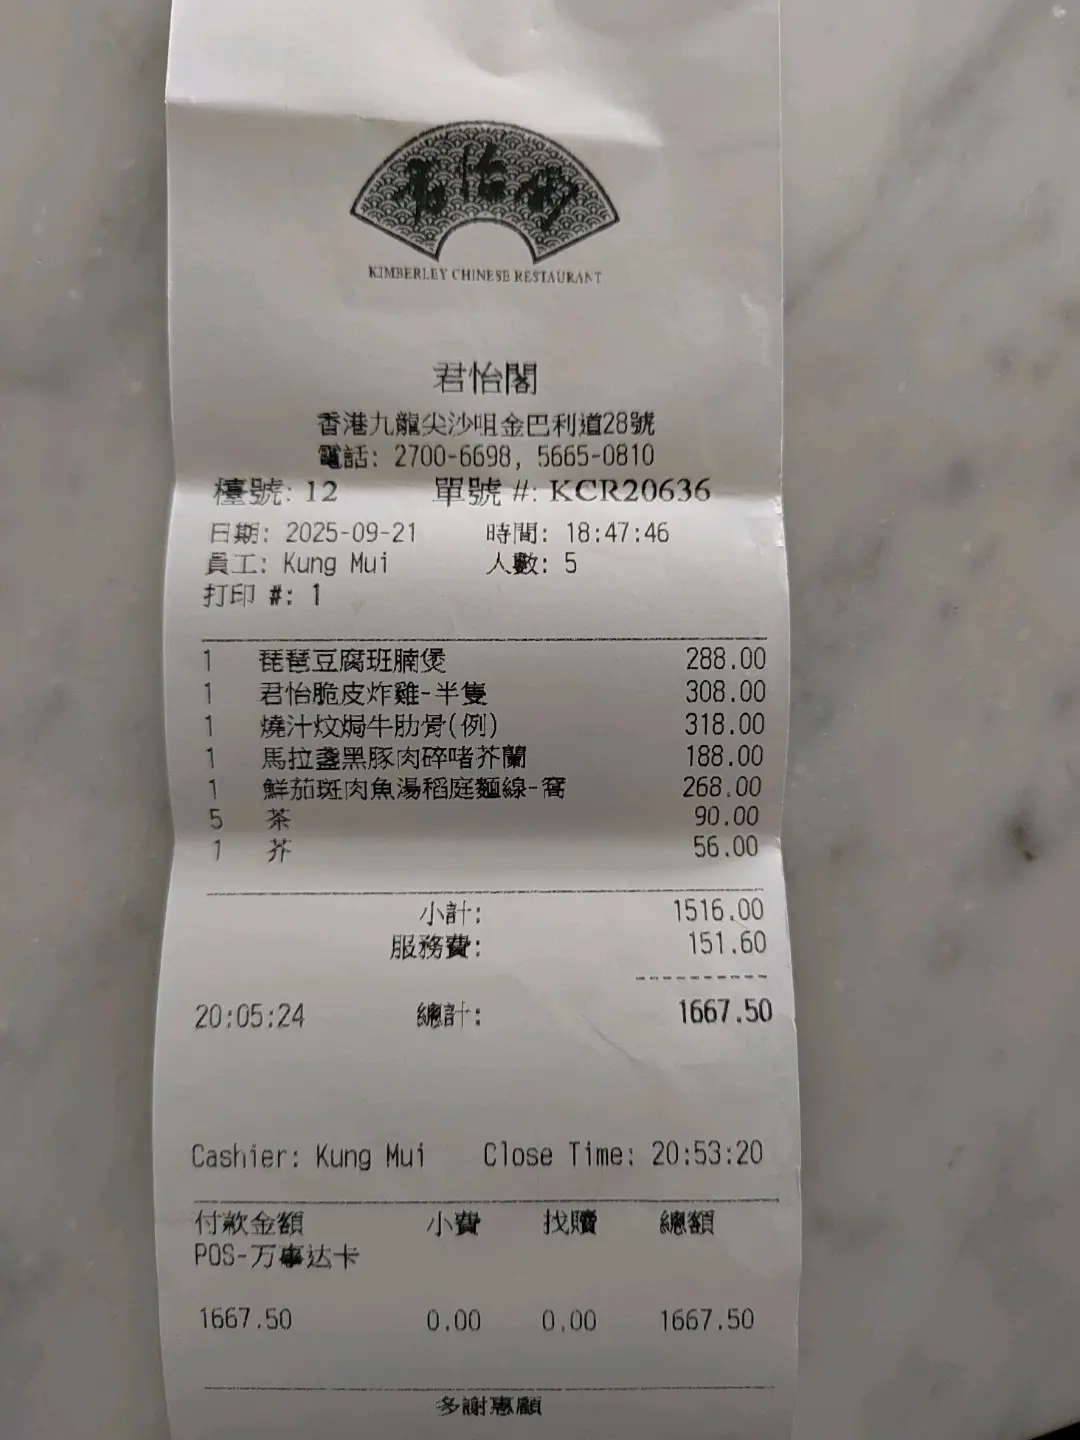 君怡閣
KIMBERLEY CHINESE RESTAURANT
君怡閣
香港九龍尖沙咀金巴利道28號
電話: 2700-6698, 5665-0810
檯號: 12 單號 #: KCR20636
日期: 2025-09-21 時間: 18:47:46
員工: Kung Mui 人數: 5
打印 #: 1
1 琵琶豆腐班腩煲 288.00
1 君怡脆皮炸雞-半隻 308.00
1 燒汁炆焗牛肋骨(例) 318.00
1 馬拉盞黑豚肉碎啫芥蘭 188.00
1 鮮茄斑肉魚湯稻庭麵線-窩 268.00
5 茶 90.00
1 芥 56.00
小計: 1516.00
服務費: 151.60
20:05:24 總計: 1667.50
Cashier: Kung Mui Close Time: 20:53:20
付款金額 小費 找贖 總額
POS-万事达卡
1667.50 0.00 0.00 1667.50
多謝惠顧